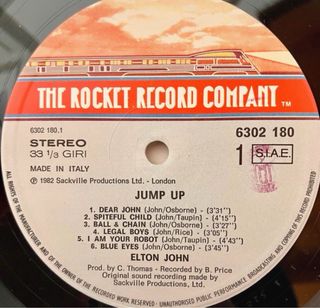 THE ROCKET RECORD COMPANY TM
6302 180.1
STEREO
33 1/3 GIRI
MADE IN ITALY
℗ 1982 Sackville Productions Ltd. - London
6302 180
1 S.I.A.E.
JUMP UP
1. DEAR JOHN (John/Osborne) - (3'31'')
2. SPITEFUL CHILD (John/Taupin) - (4'15'')
3. BALL & CHAIN (John/Osborne) - (3'27'')
4. LEGAL BOYS (John/Rice) - (3'05'')
5. I AM YOUR ROBOT (John/Taupin) - (4'43'')
6. BLUE EYES (John/Osborne) - (3'45'')
ELTON JOHN
Prod. by C. Thomas - Recorded by B. Price
Original sound recording made by
Sackville Productions Ltd.
ALL RIGHTS OF THE MANUFACTURER AND OF THE OWNER OF THE RECORDED WORK RESERVED - UNAUTHORISED PUBLIC PERFORMANCE, BROADCASTING AND COPYING OF THIS RECORD PROHIBITED